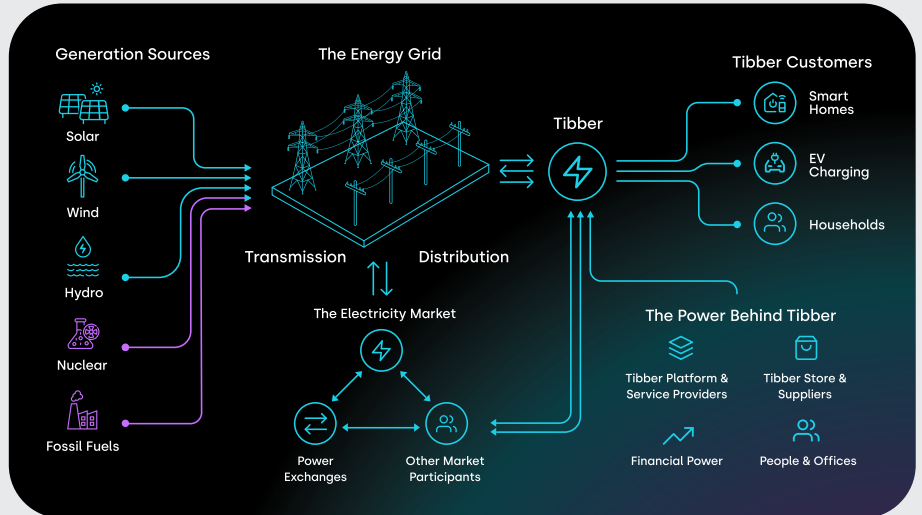 Generation Sources
Solar
Wind
Hydro
Nuclear
Fossil Fuels
The Energy Grid
Transmission
Distribution
The Electricity Market
Power
Exchanges
Other Market
Participants
Tibber
Tibber Customers
Smart
Homes
EV
Charging
Households
The Power Behind Tibber
Tibber Platform &
Service Providers
Tibber Store &
Suppliers
Financial Power
People & Offices